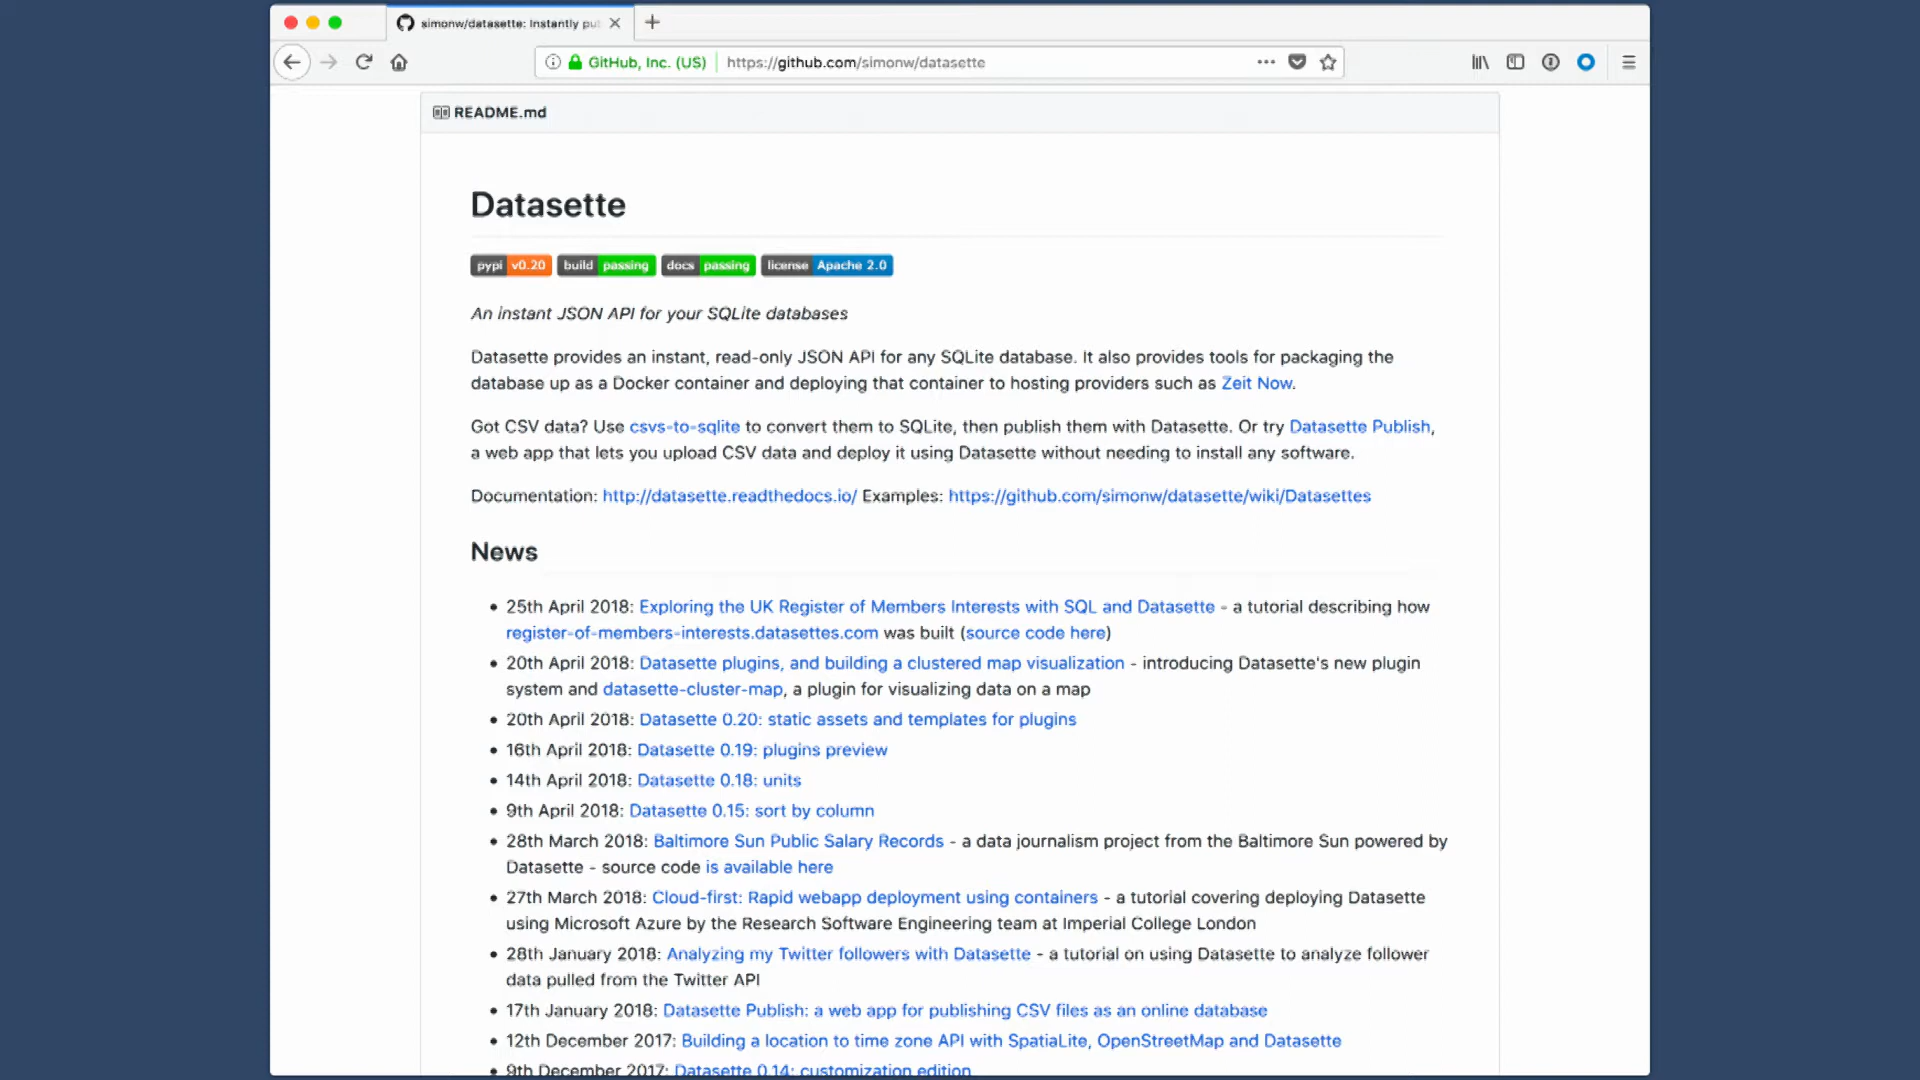 simonw/datasette: Instantly pu
GitHub, Inc. (US) https://github.com/simonw/datasette
README.md
Datasette
pypi v0.20 build passing docs passing license Apache 2.0
An instant JSON API for your SQLite databases
Datasette provides an instant, read-only JSON API for any SQLite database. It also provides tools for packaging the
database up as a Docker container and deploying that container to hosting providers such as Zeit Now.
Got CSV data? Use csvs-to-sqlite to convert them to SQLite, then publish them with Datasette. Or try Datasette Publish,
a web app that lets you upload CSV data and deploy it using Datasette without needing to install any software.
Documentation: http://datasette.readthedocs.io/ Examples: https://github.com/simonw/datasette/wiki/Datasettes
News
• 25th April 2018: Exploring the UK Register of Members Interests with SQL and Datasette - a tutorial describing how
register-of-members-interests.datasettes.com was built (source code here)
• 20th April 2018: Datasette plugins, and building a clustered map visualization - introducing Datasette's new plugin
system and datasette-cluster-map, a plugin for visualizing data on a map
• 20th April 2018: Datasette 0.20: static assets and templates for plugins
• 16th April 2018: Datasette 0.19: plugins preview
• 14th April 2018: Datasette 0.18: units
• 9th April 2018: Datasette 0.15: sort by column
• 28th March 2018: Baltimore Sun Public Salary Records - a data journalism project from the Baltimore Sun powered by
Datasette - source code is available here
• 27th March 2018: Cloud-first: Rapid webapp deployment using containers - a tutorial covering deploying Datasette
using Microsoft Azure by the Research Software Engineering team at Imperial College London
• 28th January 2018: Analyzing my Twitter followers with Datasette - a tutorial on using Datasette to analyze follower
data pulled from the Twitter API
• 17th January 2018: Datasette Publish: a web app for publishing CSV files as an online database
• 12th December 2017: Building a location to time zone API with SpatiaLite, OpenStreetMap and Datasette
• 9th December 2017: Datasette 0.14: customization edition